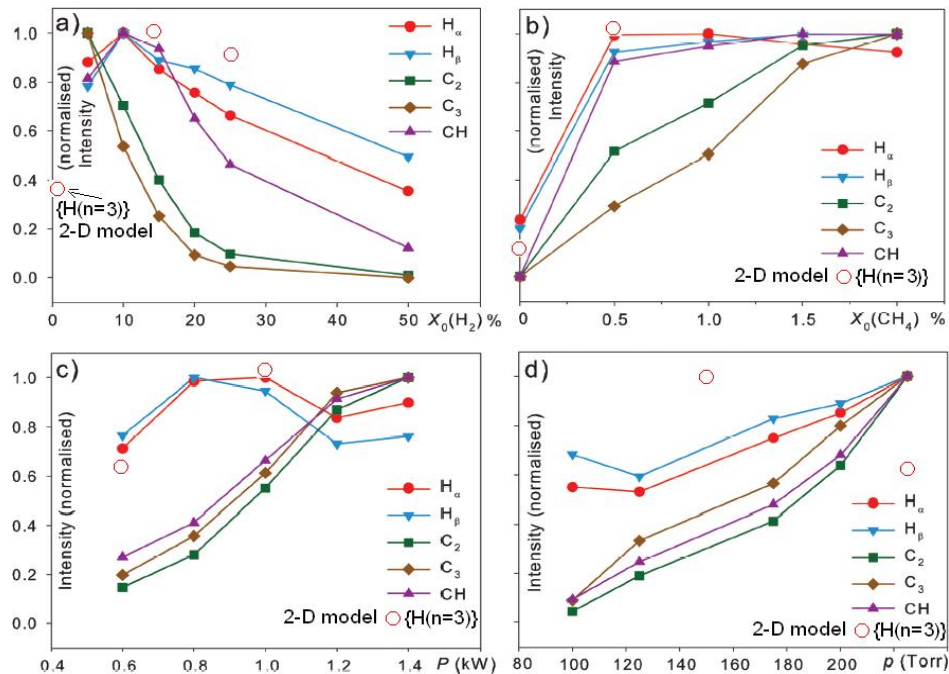 a)
(normalised)
Intensity
1.0
0.8
0.6
0.4
0.2
0.0
Hα
Hβ
C2
C3
CH
{H(n=3)}
2-D model
0
10
20
30
40
50
X0(H2) %
b)
(normalised)
Intensity
Hα
Hβ
C2
C3
CH
2-D model {H(n=3)}
0
0.5
1.0
1.5
2.0
X0(CH4) %
c)
Intensity (normalised)
1.0
0.8
0.6
0.4
0.2
0.0
Hα
Hβ
C2
C3
CH
2-D model {H(n=3)}
0.4
0.6
0.8
1.0
1.2
1.4
P (kW)
d)
Intensity (normalised)
Hα
Hβ
C2
C3
CH
2-D model {H(n=3)}
80
100
120
140
160
180
200
p (Torr)